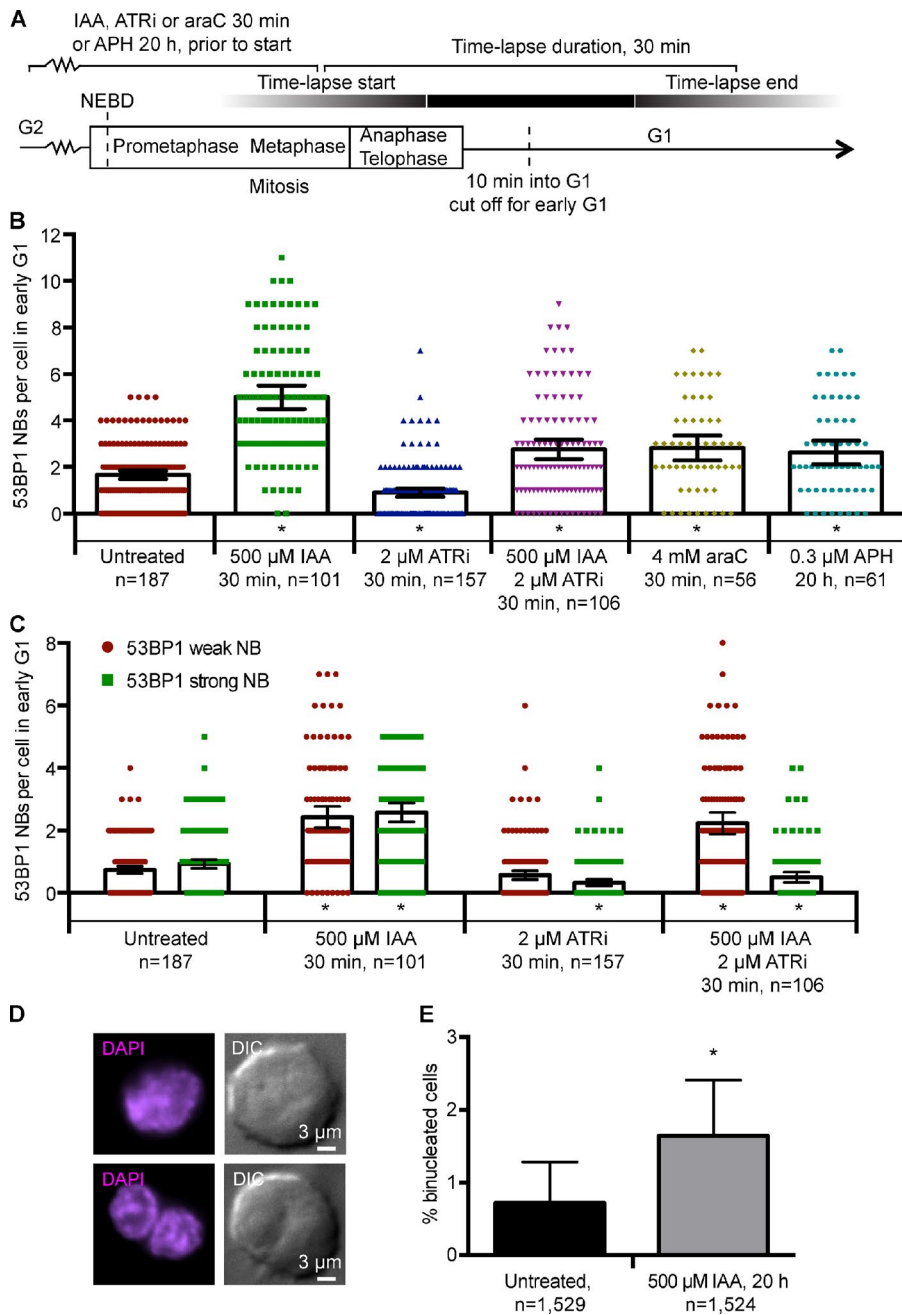 A
IAA, ATRi or araC 30 min
or APH 20 h, prior to start
Time-lapse duration, 30 min
Time-lapse start
Time-lapse end
NEBD
G2
Prometaphase Metaphase
Anaphase
Telophase
G1
Mitosis
10 min into G1
cut off for early G1
B
53BP1 NBs per cell in early G1
12
10
8
6
4
2
0
* * * * *
Untreated
n=187
500 µM IAA
30 min, n=101
2 µM ATRi
30 min, n=157
500 µM IAA
2 µM ATRi
30 min, n=106
4 mM araC
30 min, n=56
0.3 µM APH
20 h, n=61
C
53BP1 NBs per cell in early G1
8
6
4
2
0
53BP1 weak NB
53BP1 strong NB
* * * * *
Untreated
n=187
500 µM IAA
30 min, n=101
2 µM ATRi
30 min, n=157
500 µM IAA
2 µM ATRi
30 min, n=106
D
DAPI
DIC
3 µm
DAPI
DIC
3 µm
E
% binucleated cells
3
2
1
0
*
Untreated,
n=1,529
500 µM IAA, 20 h
n=1,524